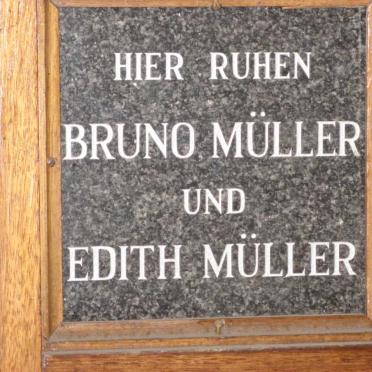 HIER RUHEN
BRUNO MÜLLER
UND
EDITH MÜLLER